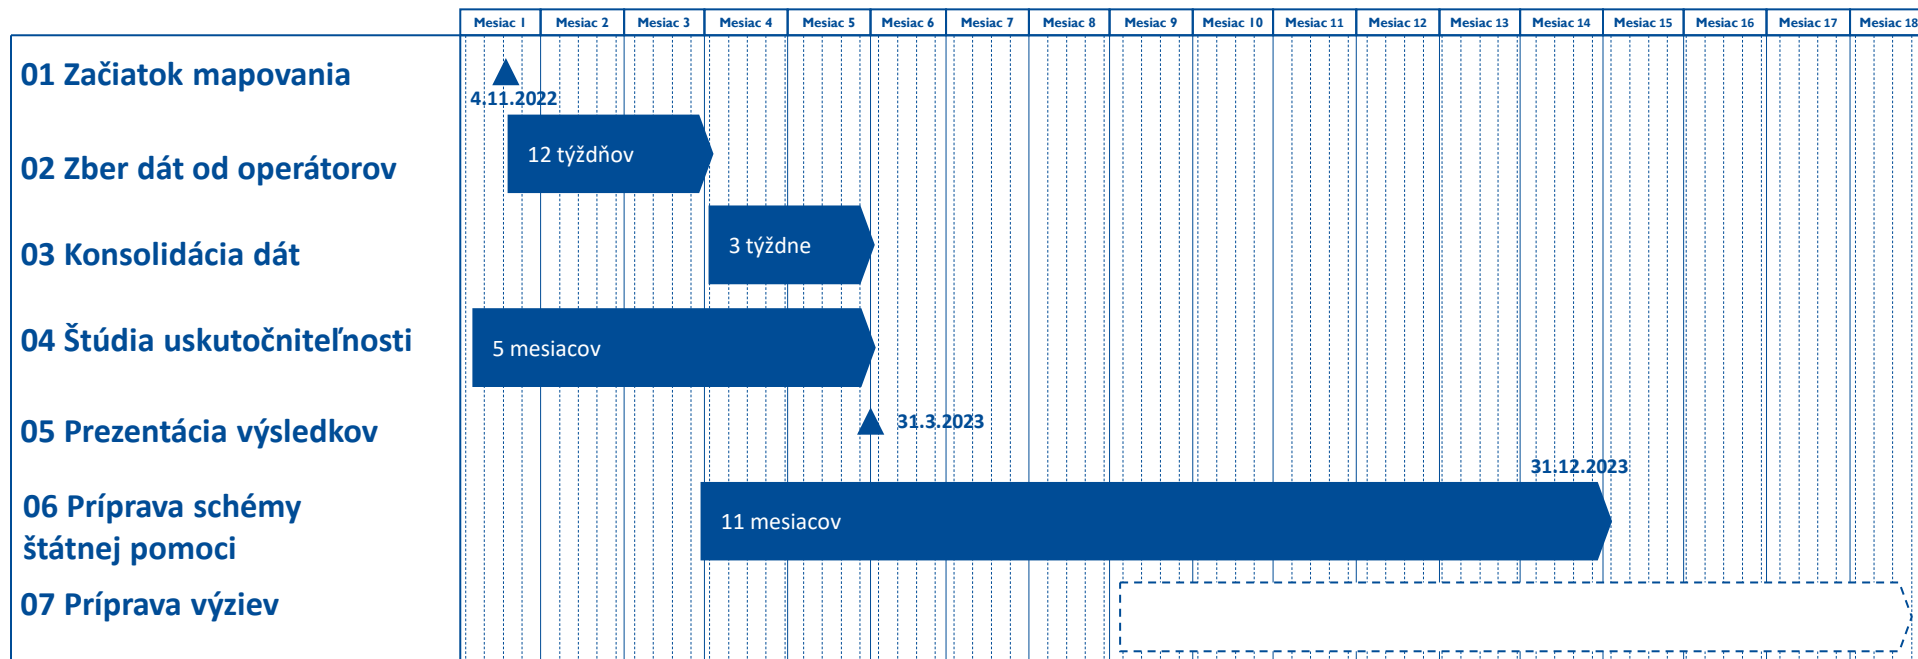 Mesiac 1 Mesiac 2 Mesiac 3 Mesiac 4 Mesiac 5 Mesiac 6 Mesiac 7 Mesiac 8 Mesiac 9 Mesiac 10 Mesiac 11 Mesiac 12 Mesiac 13 Mesiac 14 Mesiac 15 Mesiac 16 Mesiac 17 Mesiac 18
01 Začiatok mapovania
4.11.2022
02 Zber dát od operátorov
12 týždňov
03 Konsolidácia dát
3 týždne
04 Štúdia uskutočniteľnosti
5 mesiacov
05 Prezentácia výsledkov
31.3.2023
31.12.2023
06 Príprava schémy
štátnej pomoci
11 mesiacov
07 Príprava výziev